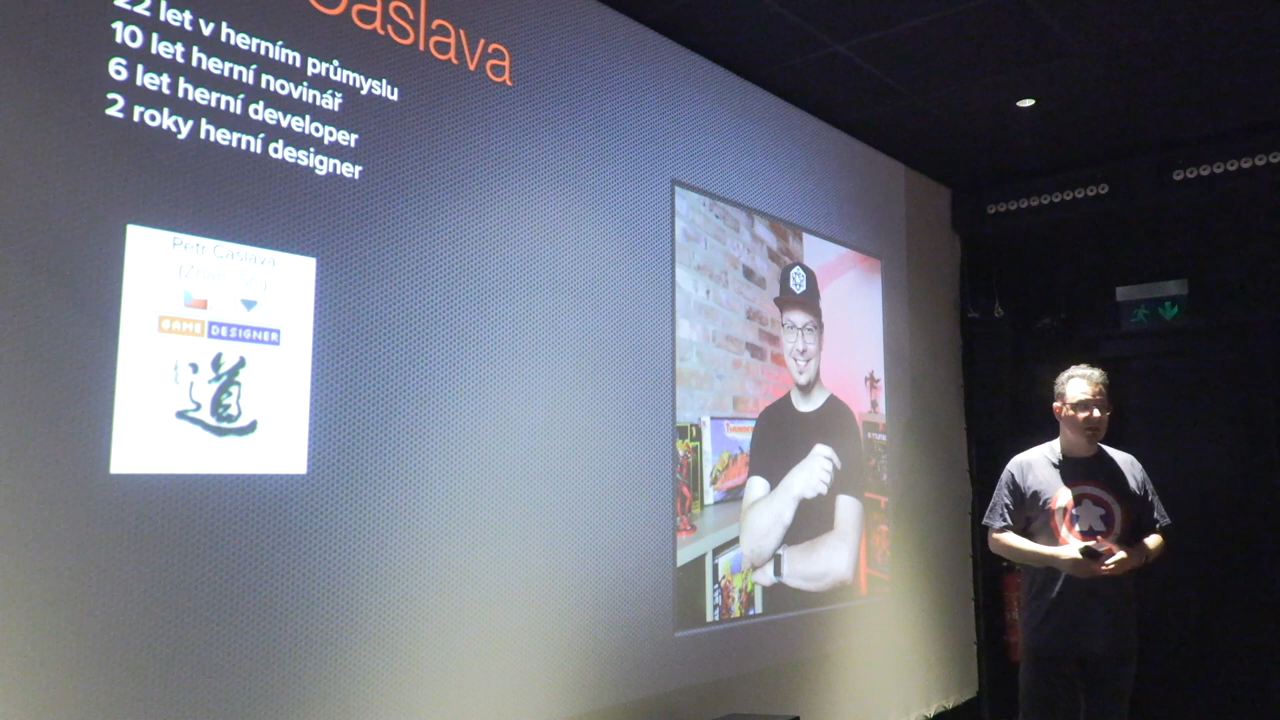 Čáslava
22 let v herním průmyslu
10 let herní novinář
6 let herní developer
2 roky herní designer
Petr Čáslava
GAME DESIGNER
道